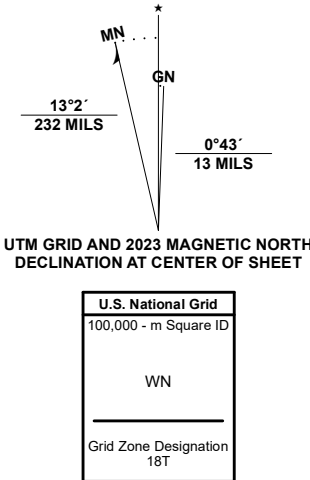 ★
MN
GN
13°2´
232 MILS
0°43´
13 MILS
UTM GRID AND 2023 MAGNETIC NORTH
DECLINATION AT CENTER OF SHEET
U.S. National Grid
100,000 - m Square ID
WN
Grid Zone Designation
18T